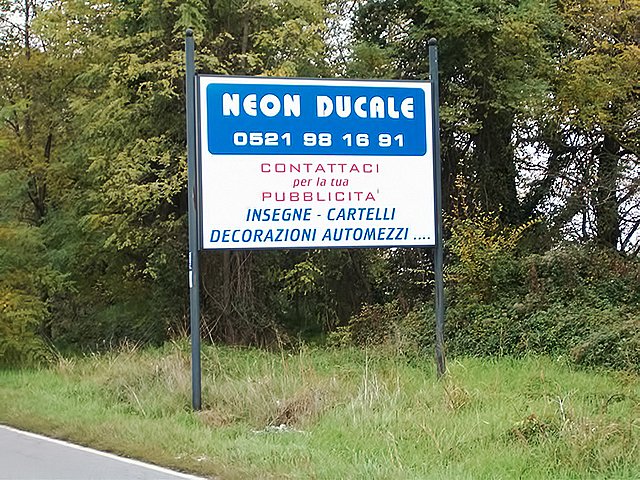 NEON DUCALE
0521 98 16 91
CONTATTACI
per la tua
PUBBLICITA'
INSEGNE - CARTELLI
DECORAZIONI AUTOMEZZI ....